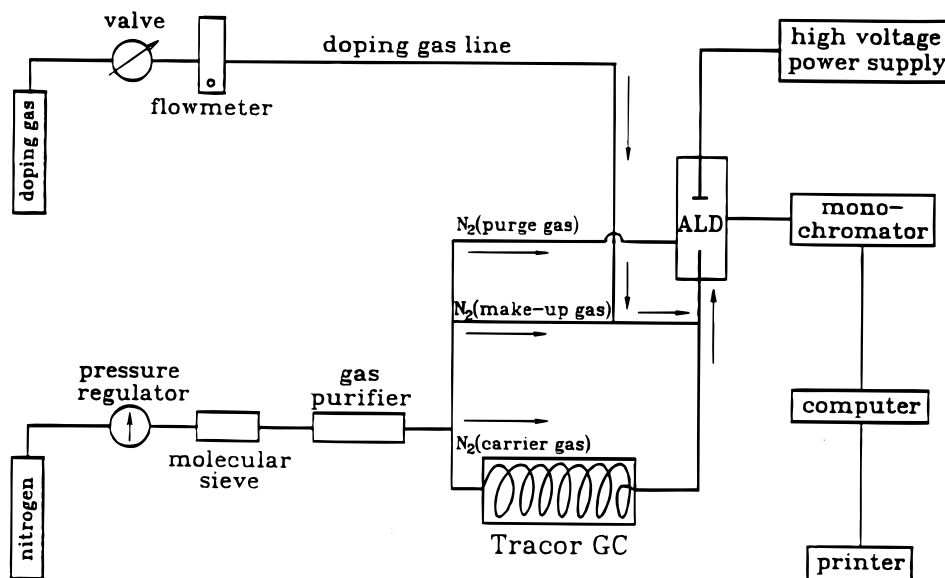 valve
doping gas line
high voltage
power supply
flowmeter
doping gas
ALD
mono-
chromator
N₂(purge gas)
N₂(make-up gas)
pressure
regulator
gas
purifier
computer
N₂(carrier gas)
molecular
sieve
nitrogen
Tracor GC
printer